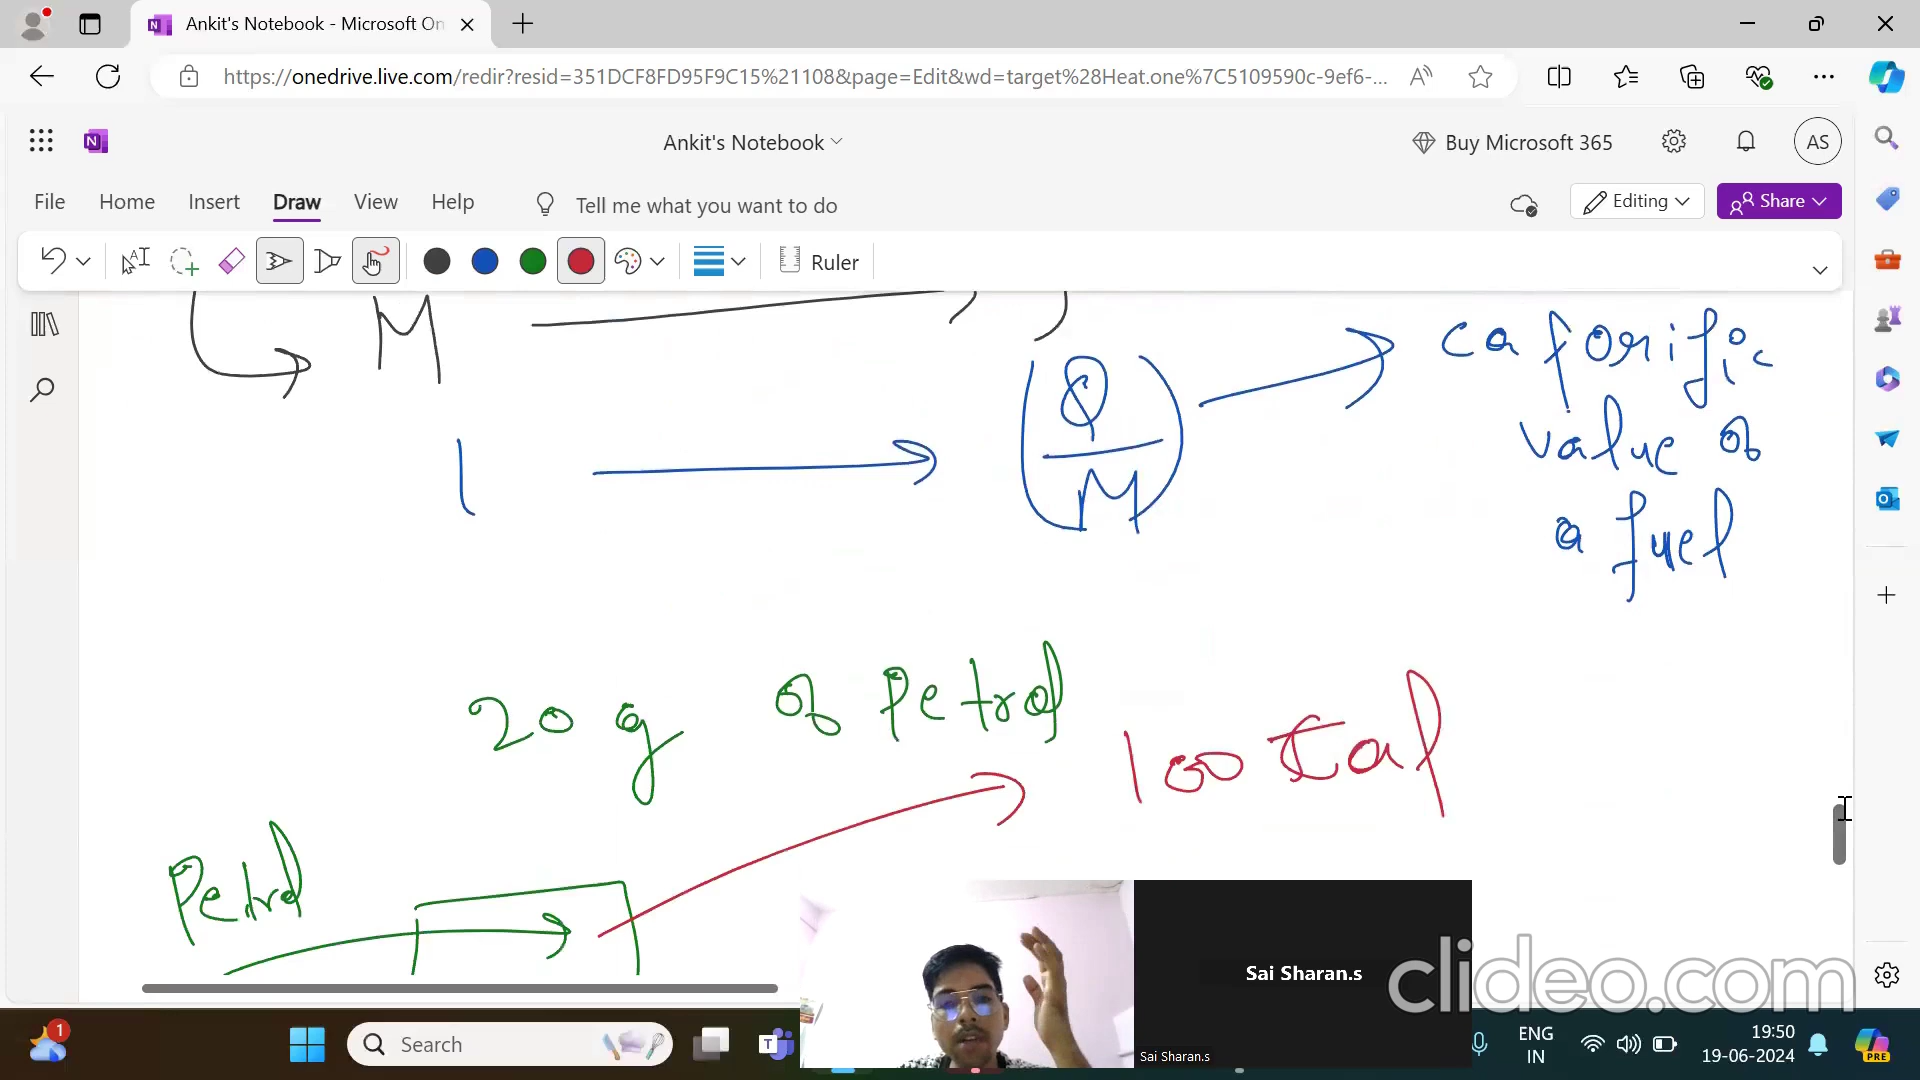 Ankit's Notebook - Microsoft On
https://onedrive.live.com/redir?resid=351DCF8FD95F9C15%21108&page=Edit&wd=target%28Heat.one%7C5109590c-9ef6-...
Ankit's Notebook
Buy Microsoft 365
AS
File Home Insert Draw View Help
Tell me what you want to do
Editing
Share
Ruler
M
1
Q
M
caforific
value of
a fuel
20 g of Petrol
100 cal
Petrol
Sai Sharan.s
Sai Sharan.s
clideo.com
1
Search
ENG
IN
19:50
19-06-2024
PRE